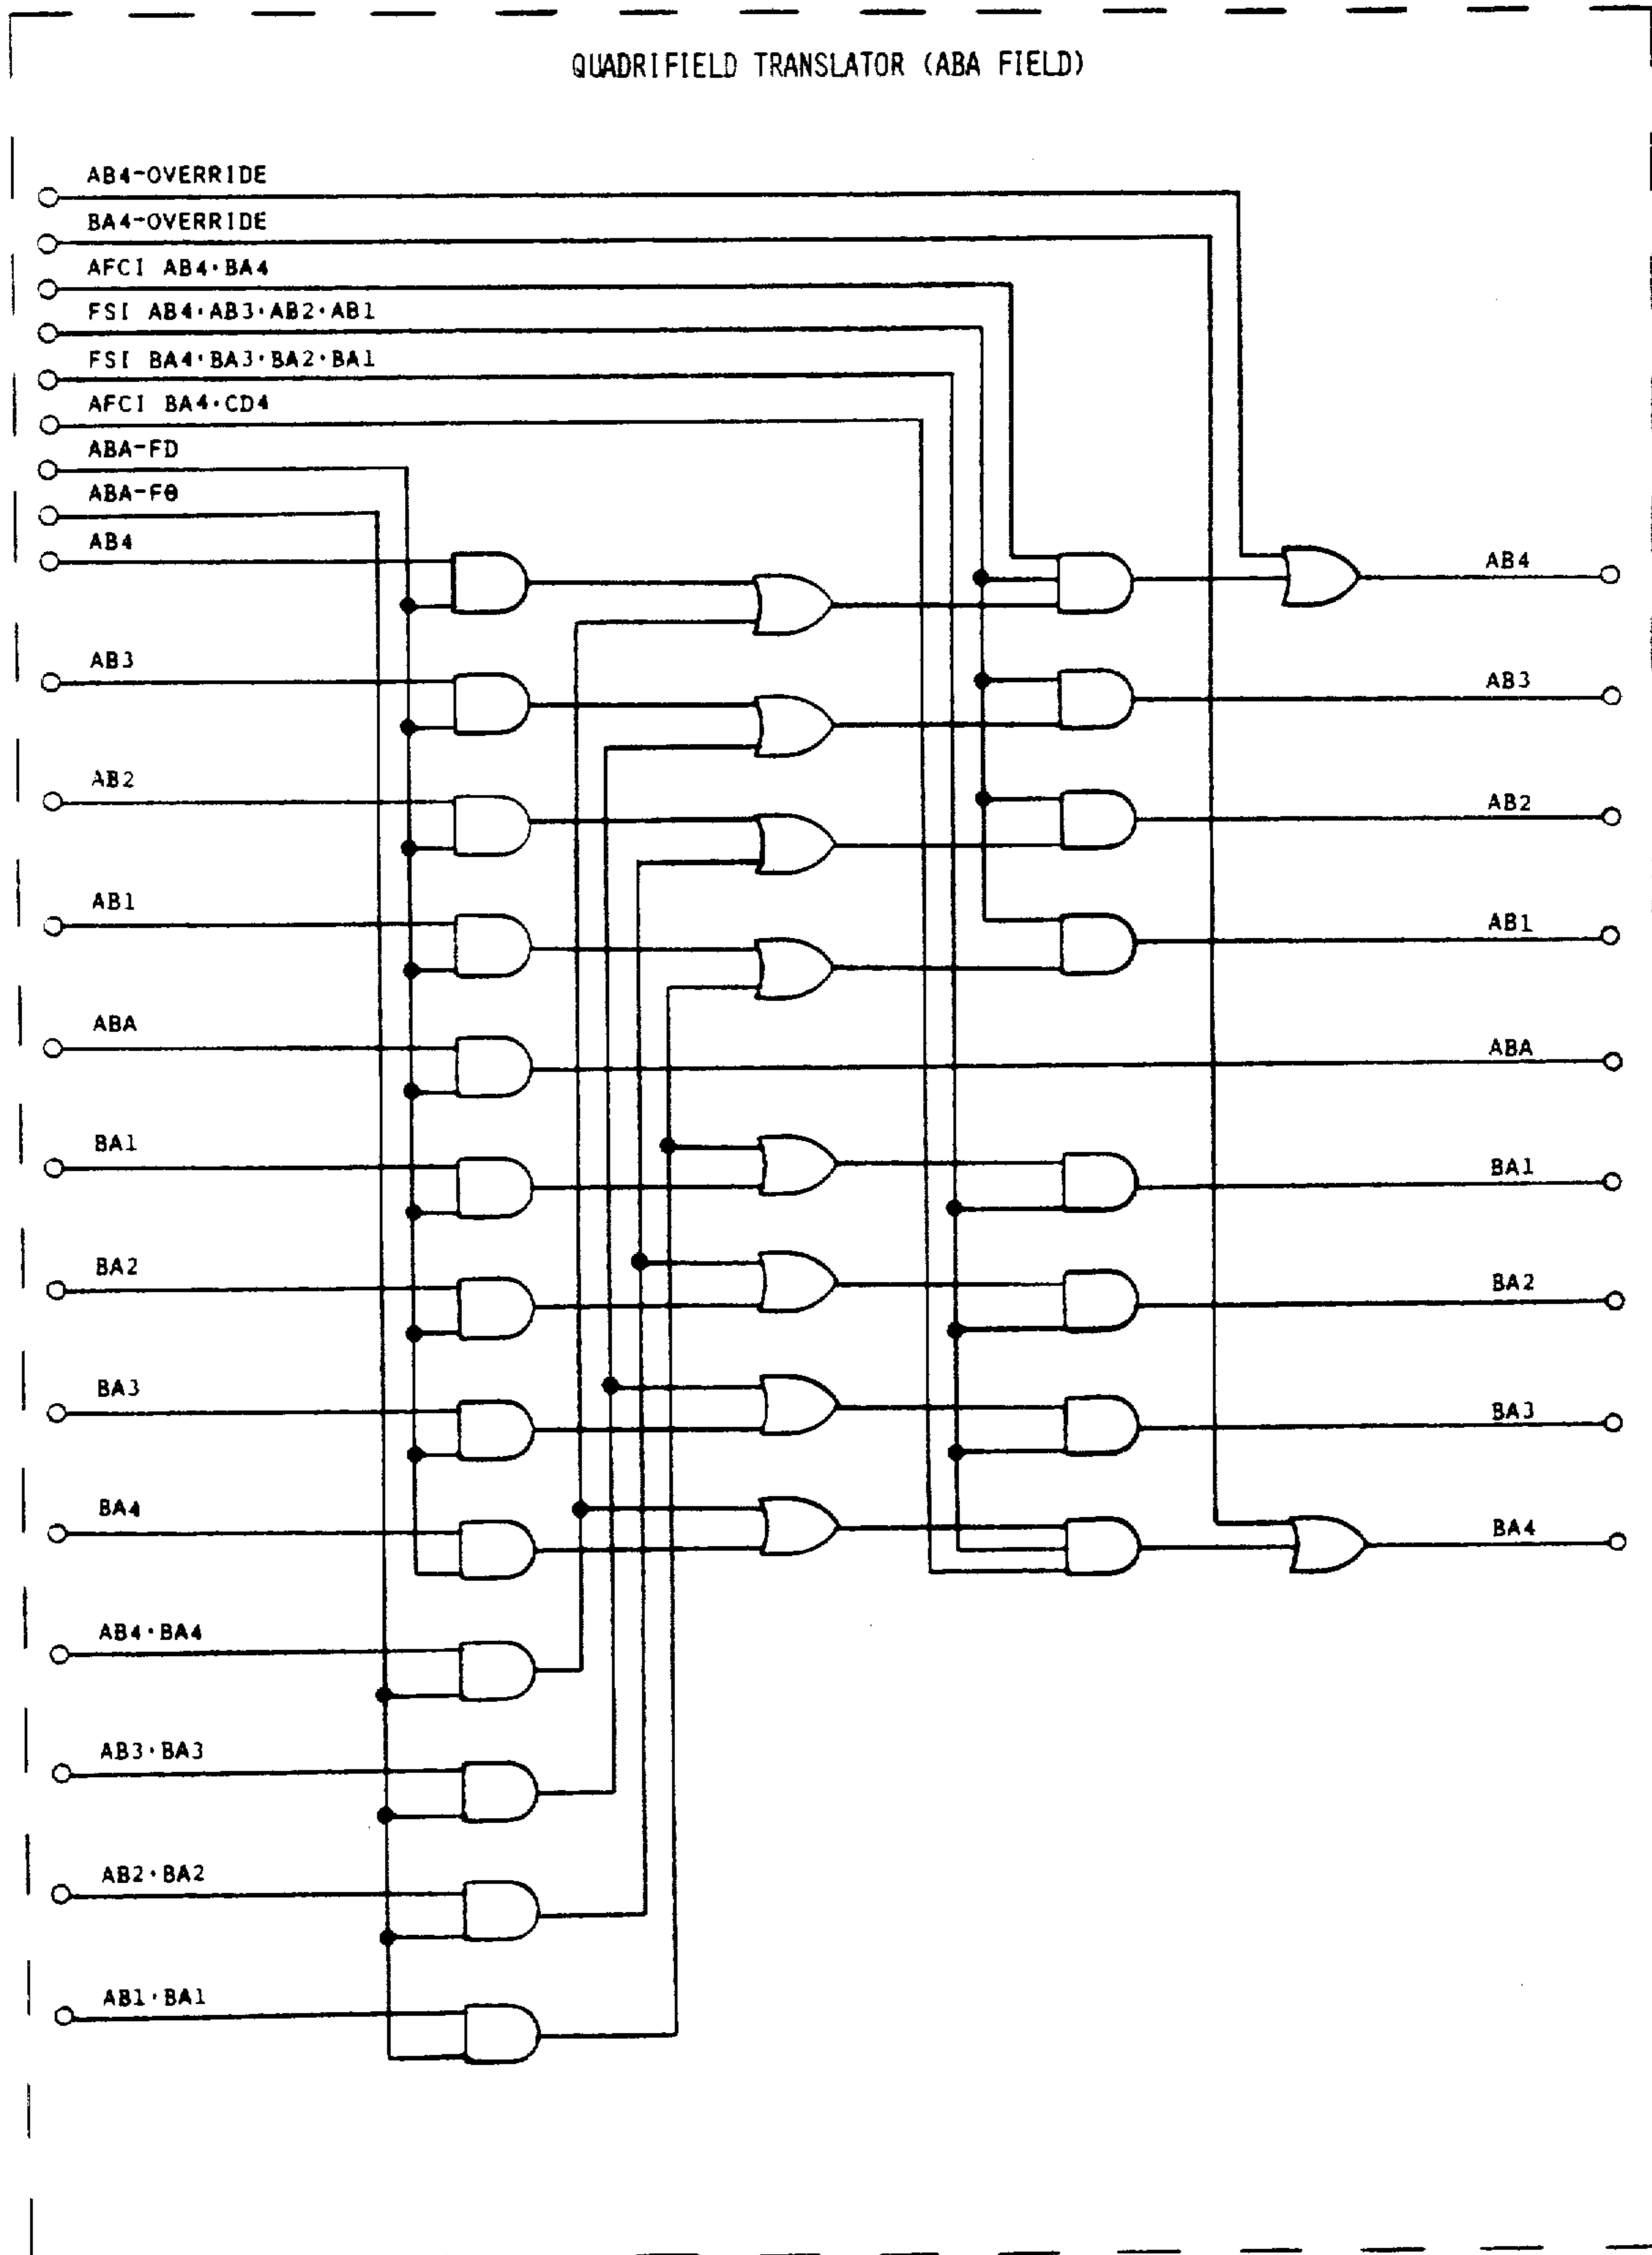 QUADRIFIELD TRANSLATOR (ABA FIELD)
AB4-OVERRIDE
BA4-OVERRIDE
AFCI AB4·BA4
FSI AB4·AB3·AB2·AB1
FSI BA4·BA3·BA2·BA1
AFCI BA4·CD4
ABA-FD
ABA-Fθ
AB4
AB4
AB3
AB3
AB2
AB2
AB1
AB1
ABA
ABA
BA1
BA1
BA2
BA2
BA3
BA3
BA4
BA4
AB4·BA4
AB3·BA3
AB2·BA2
AB1·BA1